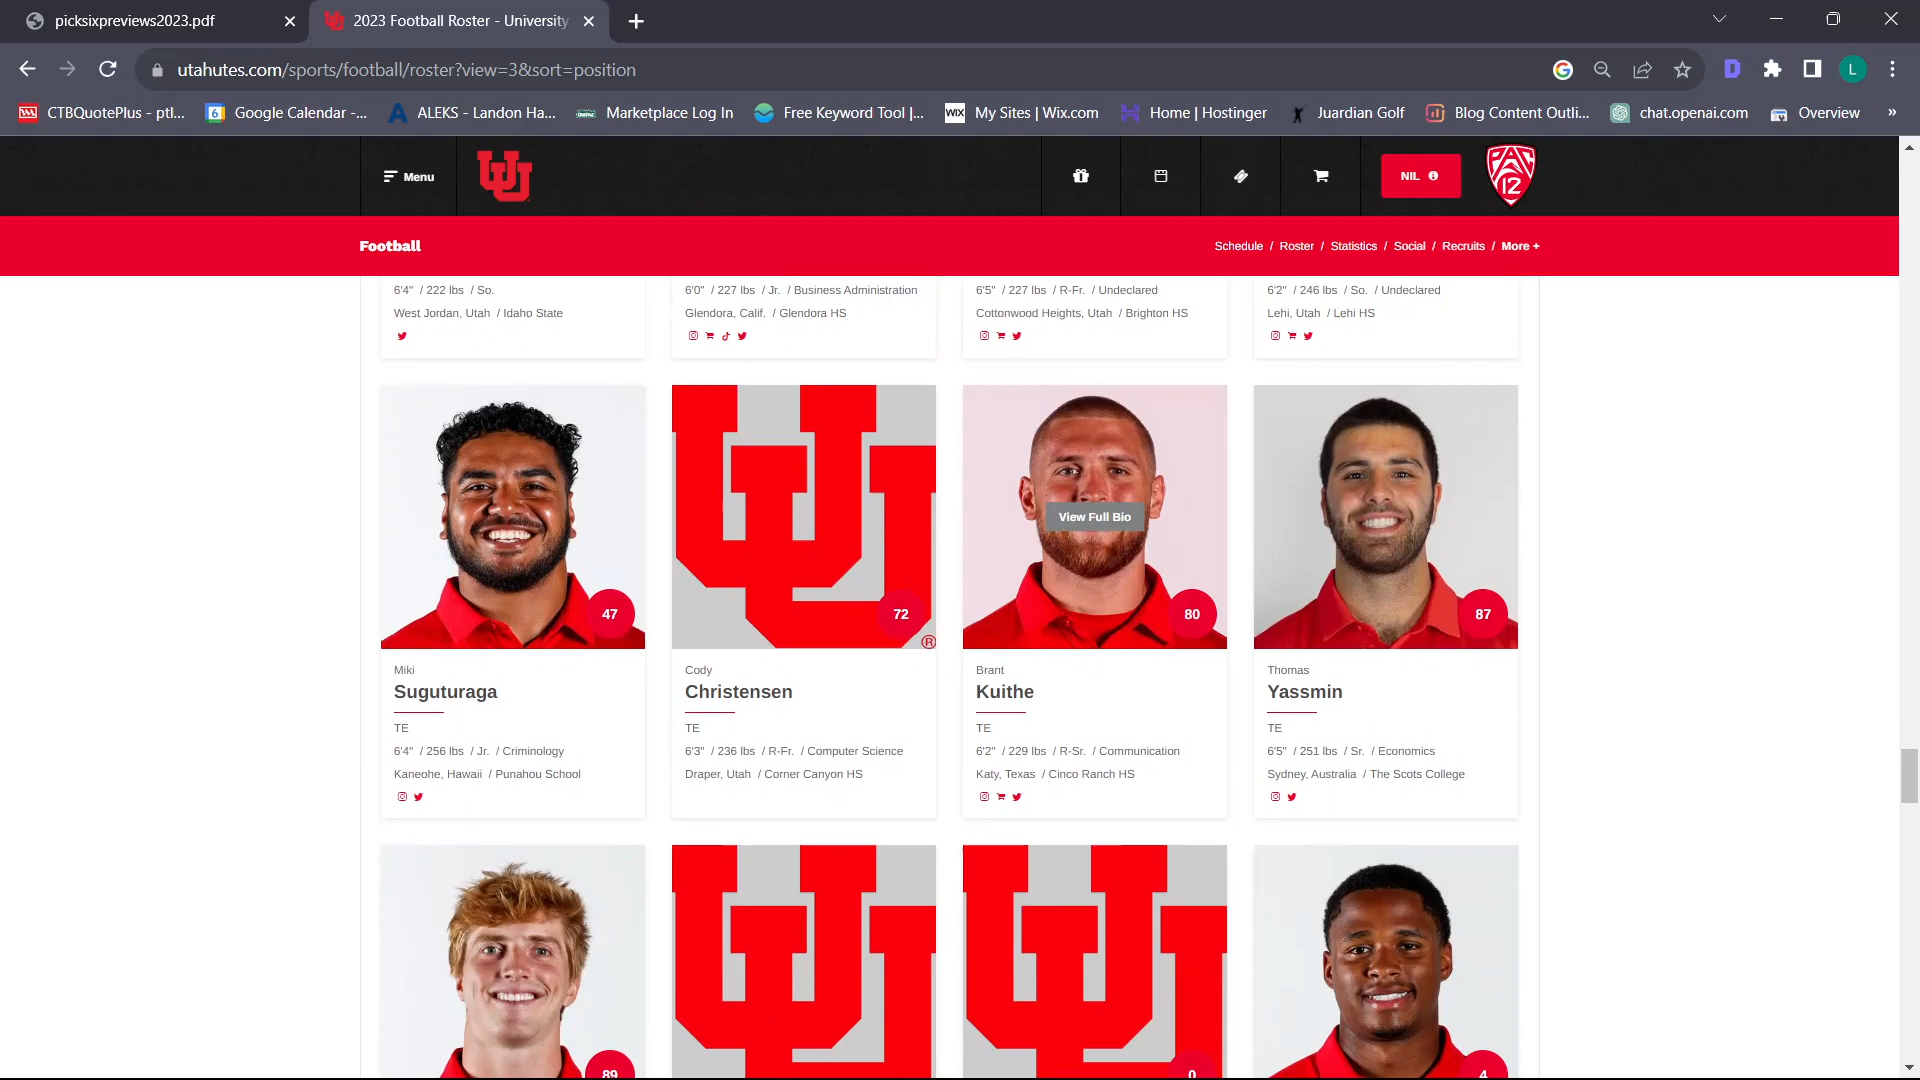 picksixpreviews2023.pdf
2023 Football Roster - University
utahutes.com/sports/football/roster?view=3&sort=position
L
CTBQuotePlus - ptl...
6
Google Calendar -...
ALEKS - Landon Ha...
Marketplace Log In
Free Keyword Tool |...
WIX
My Sites | Wix.com
Home | Hostinger
Juardian Golf
Blog Content Outli...
chat.openai.com
Overview
»
Menu
NIL
PAC
12
Football
Schedule / Roster / Statistics / Social / Recruits / More +
6'4" / 222 lbs / So.
West Jordan, Utah / Idaho State
6'0" / 227 lbs / Jr. / Business Administration
Glendora, Calif. / Glendora HS
6'5" / 227 lbs / R-Fr. / Undeclared
Cottonwood Heights, Utah / Brighton HS
6'2" / 246 lbs / So. / Undeclared
Lehi, Utah / Lehi HS
47
Miki
Suguturaga
TE
6'4" / 256 lbs / Jr. / Criminology
Kaneohe, Hawaii / Punahou School
72
®
Cody
Christensen
TE
6'3" / 236 lbs / R-Fr. / Computer Science
Draper, Utah / Corner Canyon HS
View Full Bio
80
Brant
Kuithe
TE
6'2" / 229 lbs / R-Sr. / Communication
Katy, Texas / Cinco Ranch HS
87
Thomas
Yassmin
TE
6'5" / 251 lbs / Sr. / Economics
Sydney, Australia / The Scots College
89
0
4